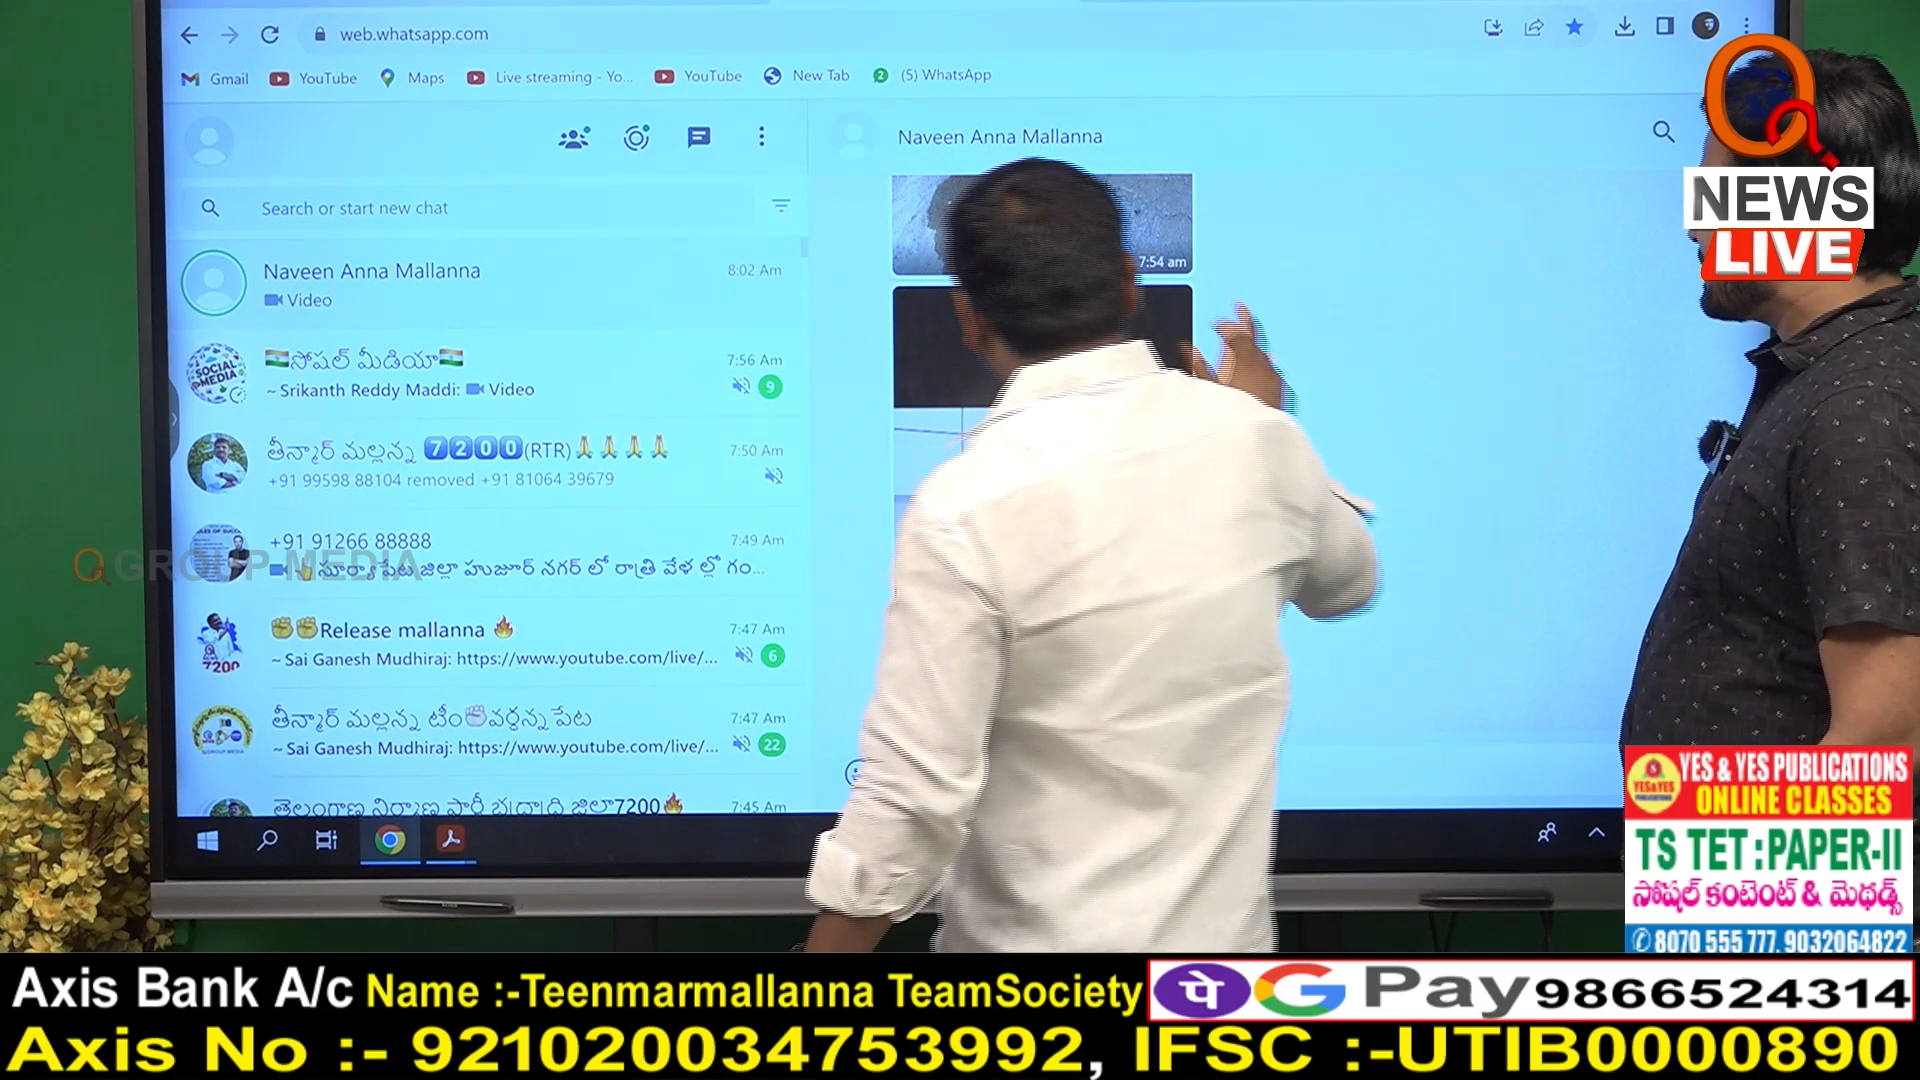 web.whatsapp.com
Gmail
YouTube
Maps
Live streaming - Yo...
YouTube
New Tab
(5) WhatsApp
Naveen Anna Mallanna
Search or start new chat
Naveen Anna Mallanna
8:02 Am
Video
🇮🇳సోషల్ మీడియా🇮🇳
7:56 Am
~ Srikanth Reddy Maddi: Video
9
SOCIAL
MEDIA
తీన్మార్ మల్లన్న 7200(RTR)🙏🙏🙏🙏
7:50 Am
+91 99598 88104 removed +91 81064 39679
+91 91266 88888
7:49 Am
సూర్యాపేట జిల్లా హుజూర్ నగర్ లో రాత్రి వేళ ల్లో గం...
Q GROUP MEDIA
✊✊Release mallanna 🔥
7:47 Am
~ Sai Ganesh Mudhiraj: https://www.youtube.com/live/...
6
7200
తీన్మార్ మల్లన్న టీం✊వర్ధన్న పేట
7:47 Am
~ Sai Ganesh Mudhiraj: https://www.youtube.com/live/...
22
తెలంగాణ నిర్మాణ పార్టీ భద్రాద్రి జిల్లా7200🔥
7:45 Am
7:54 am
Q
NEWS
LIVE
YES & YES PUBLICATIONS
ONLINE CLASSES
TS TET : PAPER-II
సోషల్ కంటెంట్ & మెథడ్స్
8070 555 777, 9032064822
Axis Bank A/c Name :-Teenmarmallanna TeamSociety
पे G Pay 9866524314
Axis No :- 921020034753992, IFSC :-UTIB0000890